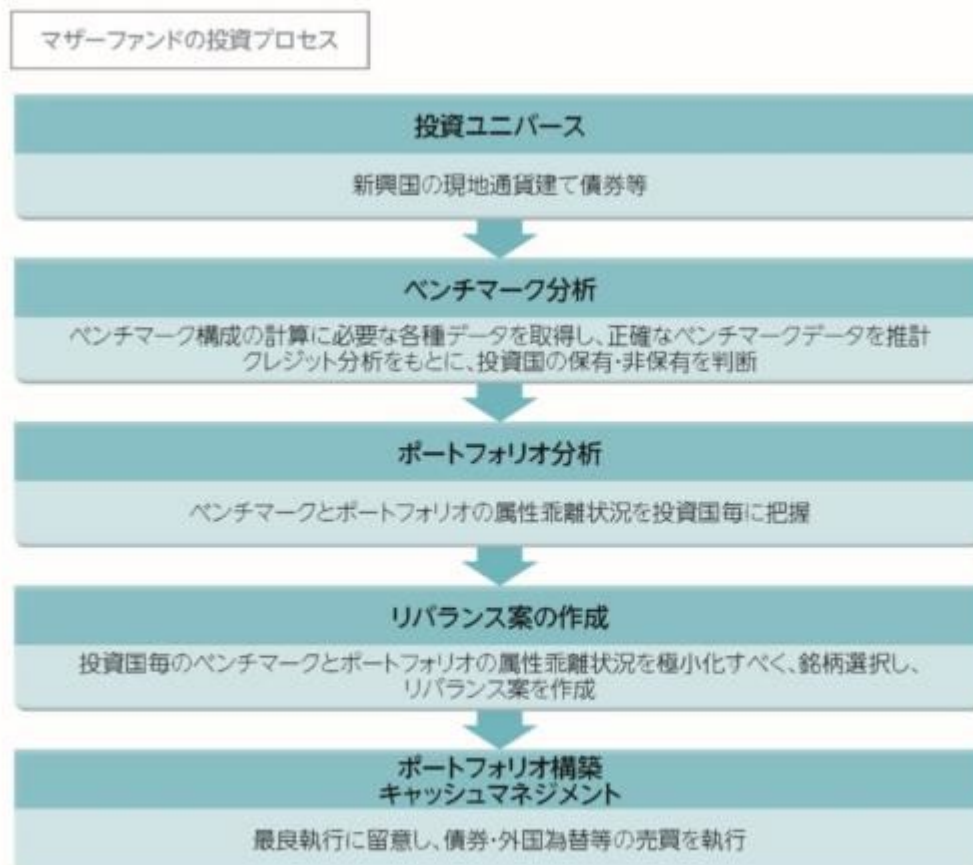 マザーファンドの投資プロセス
投資ユニバース
新興国の現地通貨建て債券等
ベンチマーク分析
ベンチマーク構成の計算に必要な各種データを取得し、正確なベンチマークデータを推計
クレジット分析をもとに、投資国の保有・非保有を判断
ポートフォリオ分析
ベンチマークとポートフォリオの属性乖離状況を投資国毎に把握
リバランス案の作成
投資国毎のベンチマークとポートフォリオの属性乖離状況を極小化すべく、銘柄選択し、
リバランス案を作成
ポートフォリオ構築
キャッシュマネジメント
最良執行に留意し、債券・外国為替等の売買を執行